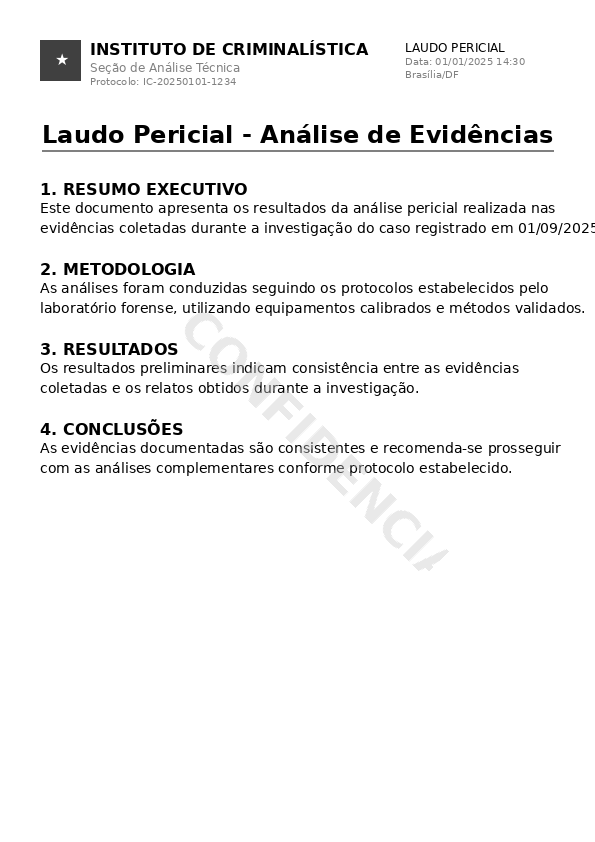 INSTITUTO DE CRIMINALÍSTICA
Seção de Análise Técnica
Protocolo: IC-20250101-1234
LAUDO PERICIAL
Data: 01/01/2025 14:30
Brasília/DF
Laudo Pericial - Análise de Evidências
1. RESUMO EXECUTIVO
Este documento apresenta os resultados da análise pericial realizada nas
evidências coletadas durante a investigação do caso registrado em 01/09/2025
2. METODOLOGIA
As análises foram conduzidas seguindo os protocolos estabelecidos pelo
laboratório forense, utilizando equipamentos calibrados e métodos validados.
3. RESULTADOS
Os resultados preliminares indicam consistência entre as evidências
coletadas e os relatos obtidos durante a investigação.
4. CONCLUSÕES
As evidências documentadas são consistentes e recomenda-se prosseguir
com as análises complementares conforme protocolo estabelecido.
CONFIDENCIA